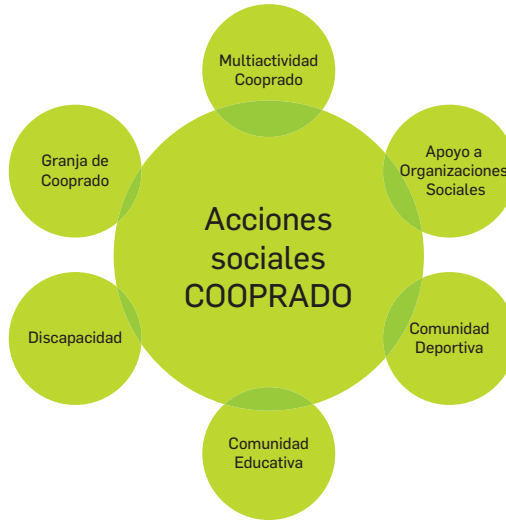 Multiactividad
Cooprado
Granja de
Cooprado
Apoyo a
Organizaciones
Sociales
Acciones
sociales
COOPRADO
Discapacidad
Comunidad
Deportiva
Comunidad
Educativa